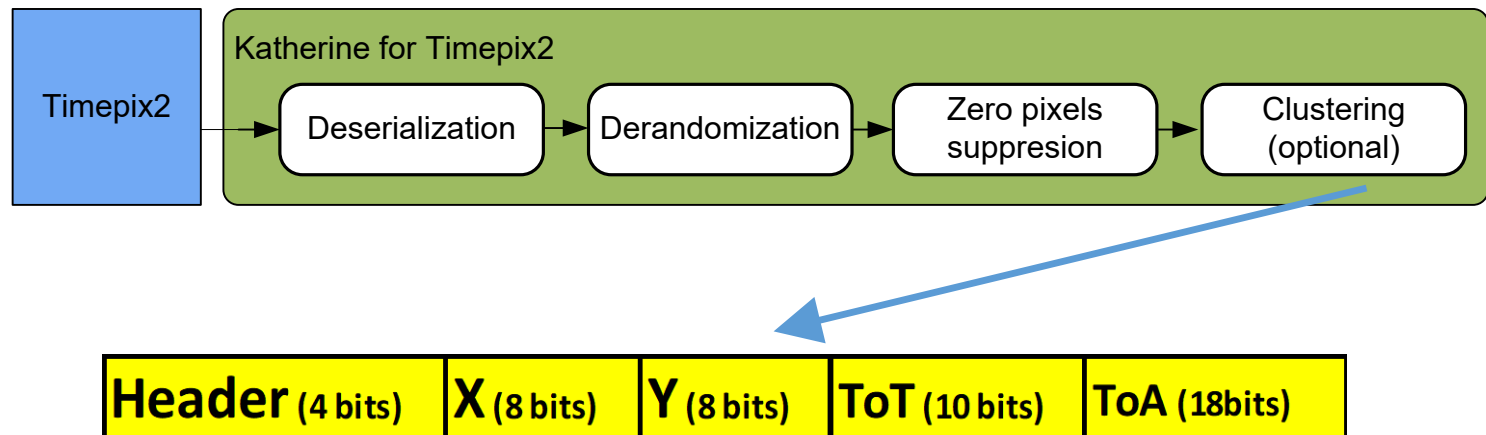 Katherine for Timepix2
Timepix2
Deserialization
Derandomization
Zero pixels
suppresion
Clustering
(optional)
Header (4 bits) X (8 bits) Y (8 bits) ToT (10 bits) ToA (18bits)